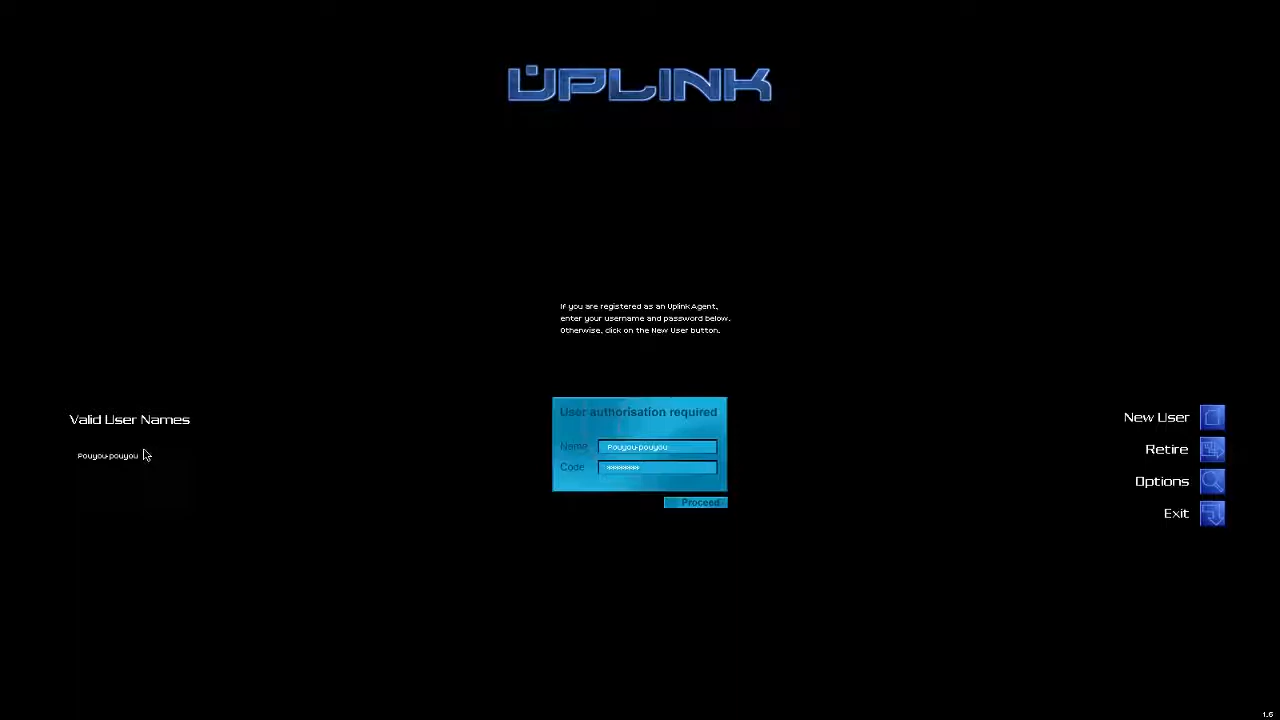 UPLINK
If you are registered as an Uplink Agent,
enter your username and password below.
Otherwise, click on the New User button.
Valid User Names
Pouyou-pouyou
User authorisation required
Name Pouyou-pouyou
Code ********
Proceed
New User
Retire
Options
Exit
1.6